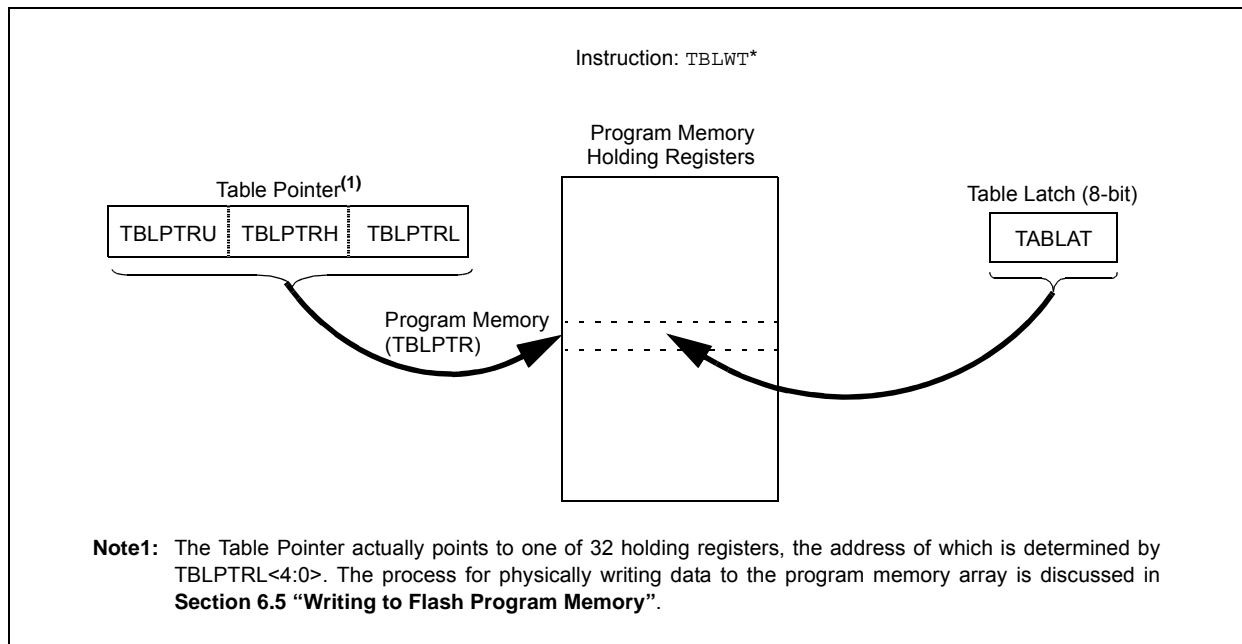 Instruction: TBLWT*
Program Memory
Holding Registers
Table Pointer(1)
Table Latch (8-bit)
TBLPTRU TBLPTRH TBLPTRL
TABLAT
Program Memory
(TBLPTR)
Note1: The Table Pointer actually points to one of 32 holding registers, the address of which is determined by
TBLPTRL<4:0>. The process for physically writing data to the program memory array is discussed in
Section 6.5 “Writing to Flash Program Memory”.